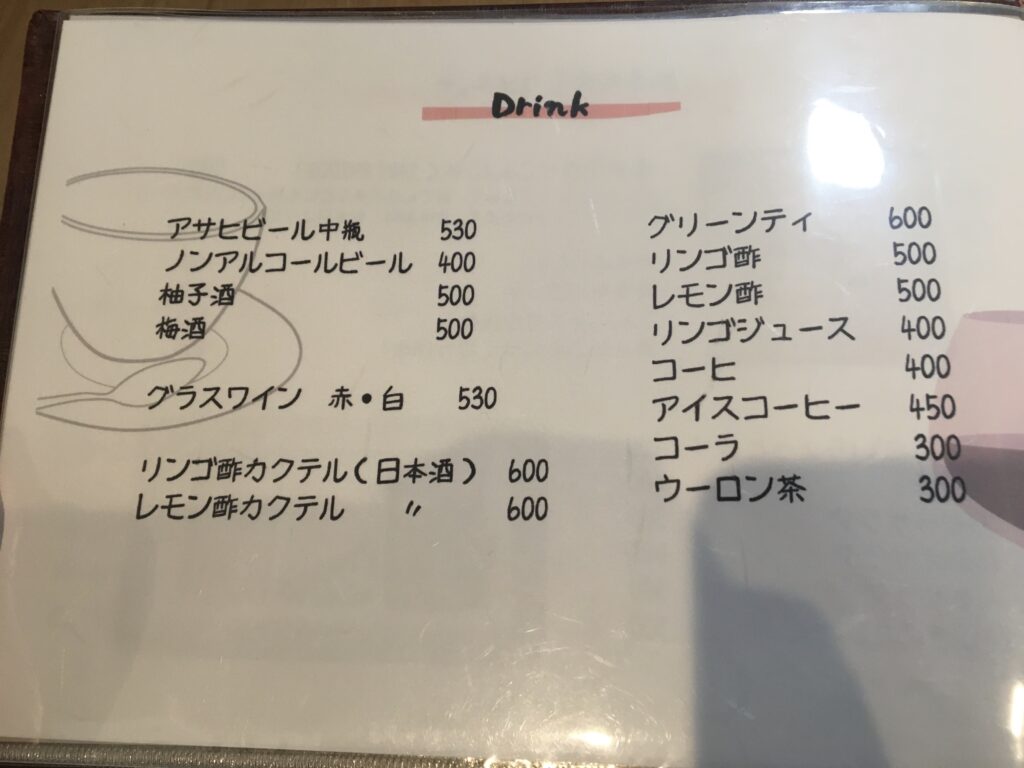 Drink
アサヒビール中瓶 530
ノンアルコールビール 400
柚子酒 500
梅酒 500
グラスワイン 赤•白 530
リンゴ酢カクテル(日本酒) 600
レモン酢カクテル 〃 600
グリーンティ 600
リンゴ酢 500
レモン酢 500
リンゴジュース 400
コーヒ 400
アイスコーヒー 450
コーラ 300
ウーロン茶 300